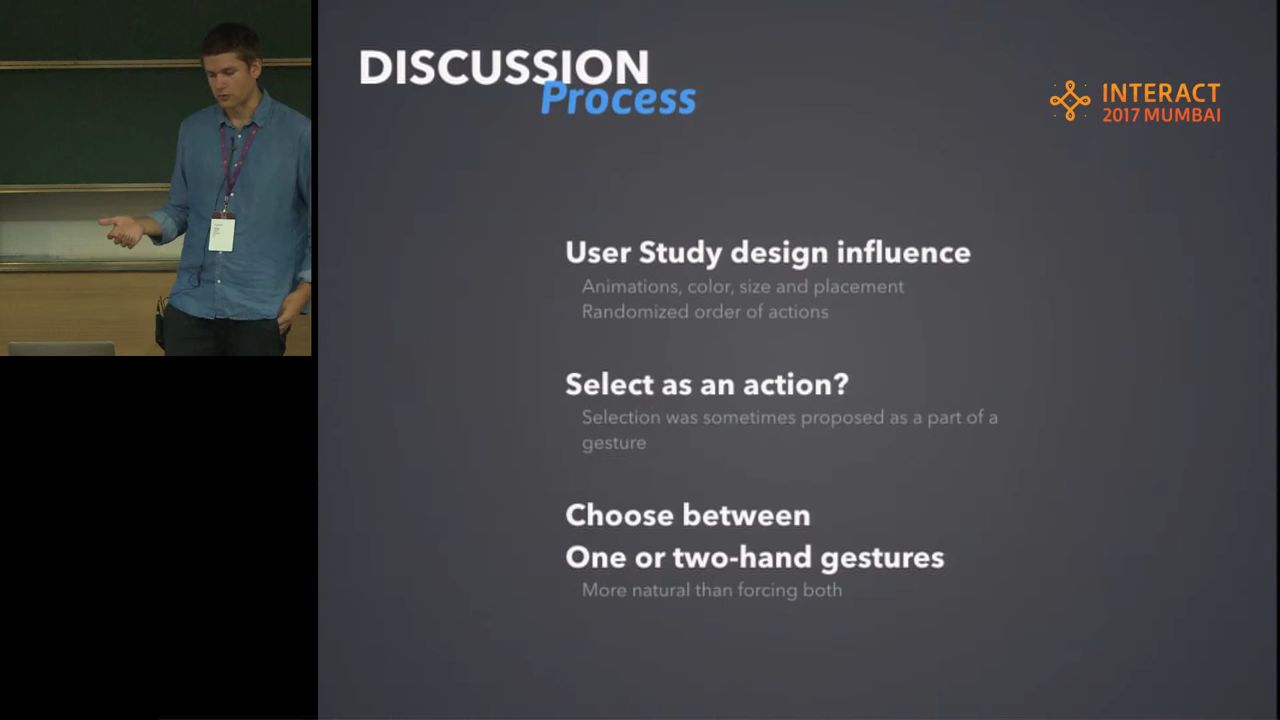 DISCUSSION
Process
INTERACT
2017 MUMBAI
User Study design influence
Animations, color, size and placement
Randomized order of actions
Select as an action?
Selection was sometimes proposed as a part of a
gesture
Choose between
One or two-hand gestures
More natural than forcing both